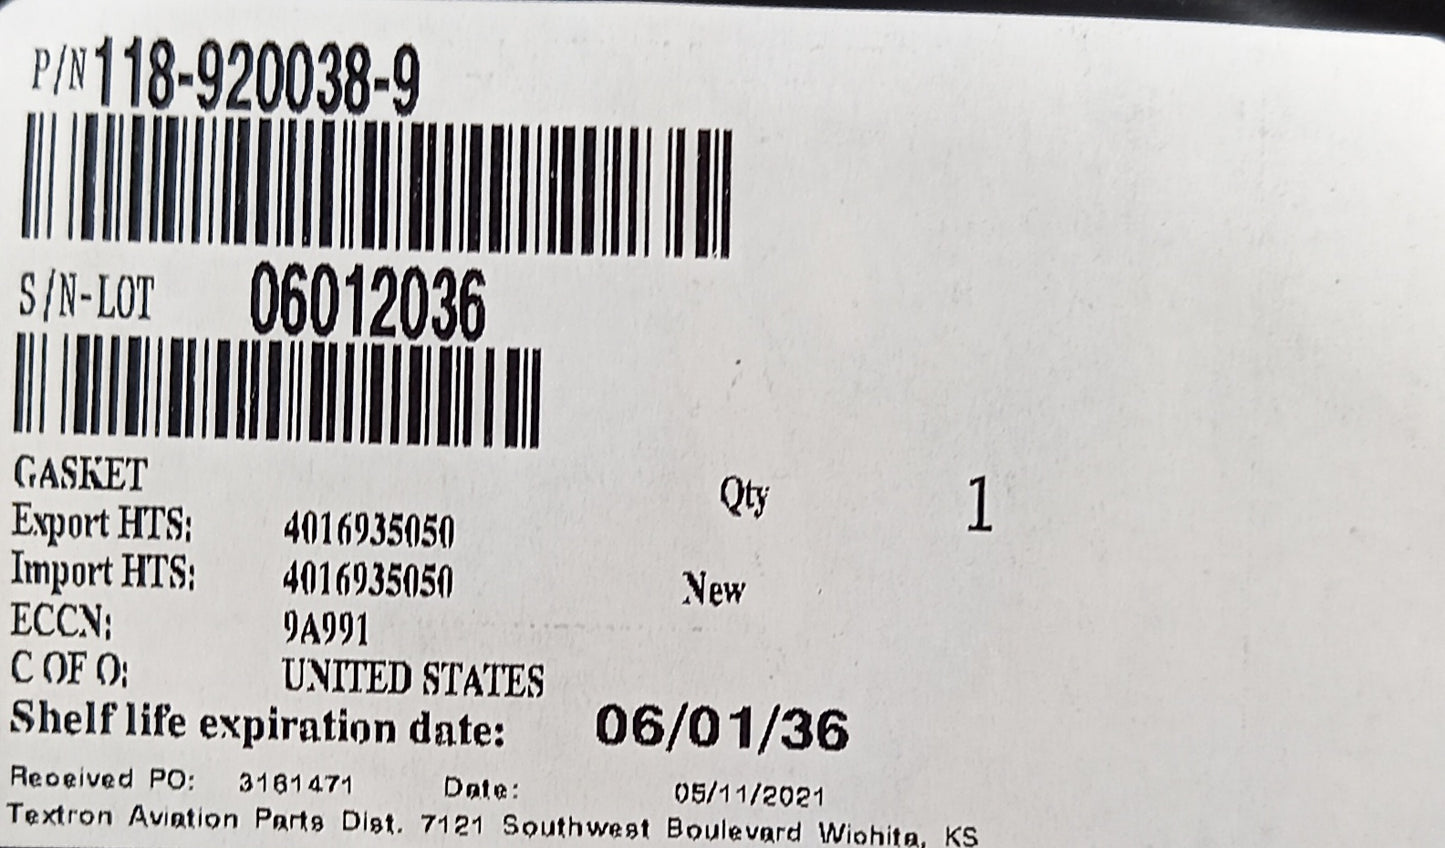 P/N 118-920038-9
S/N-LOT 06012036
GASKET
Qty 1
Export HTS: 4016935050
Import HTS: 4016935050
New
ECCN: 9A991
C OF O: UNITED STATES
Shelf life expiration date: 06/01/36
Received PO: 3161471 Date: 05/11/2021
Textron Aviation Parts Dist. 7121 Southwest Boulevard Wichita, KS